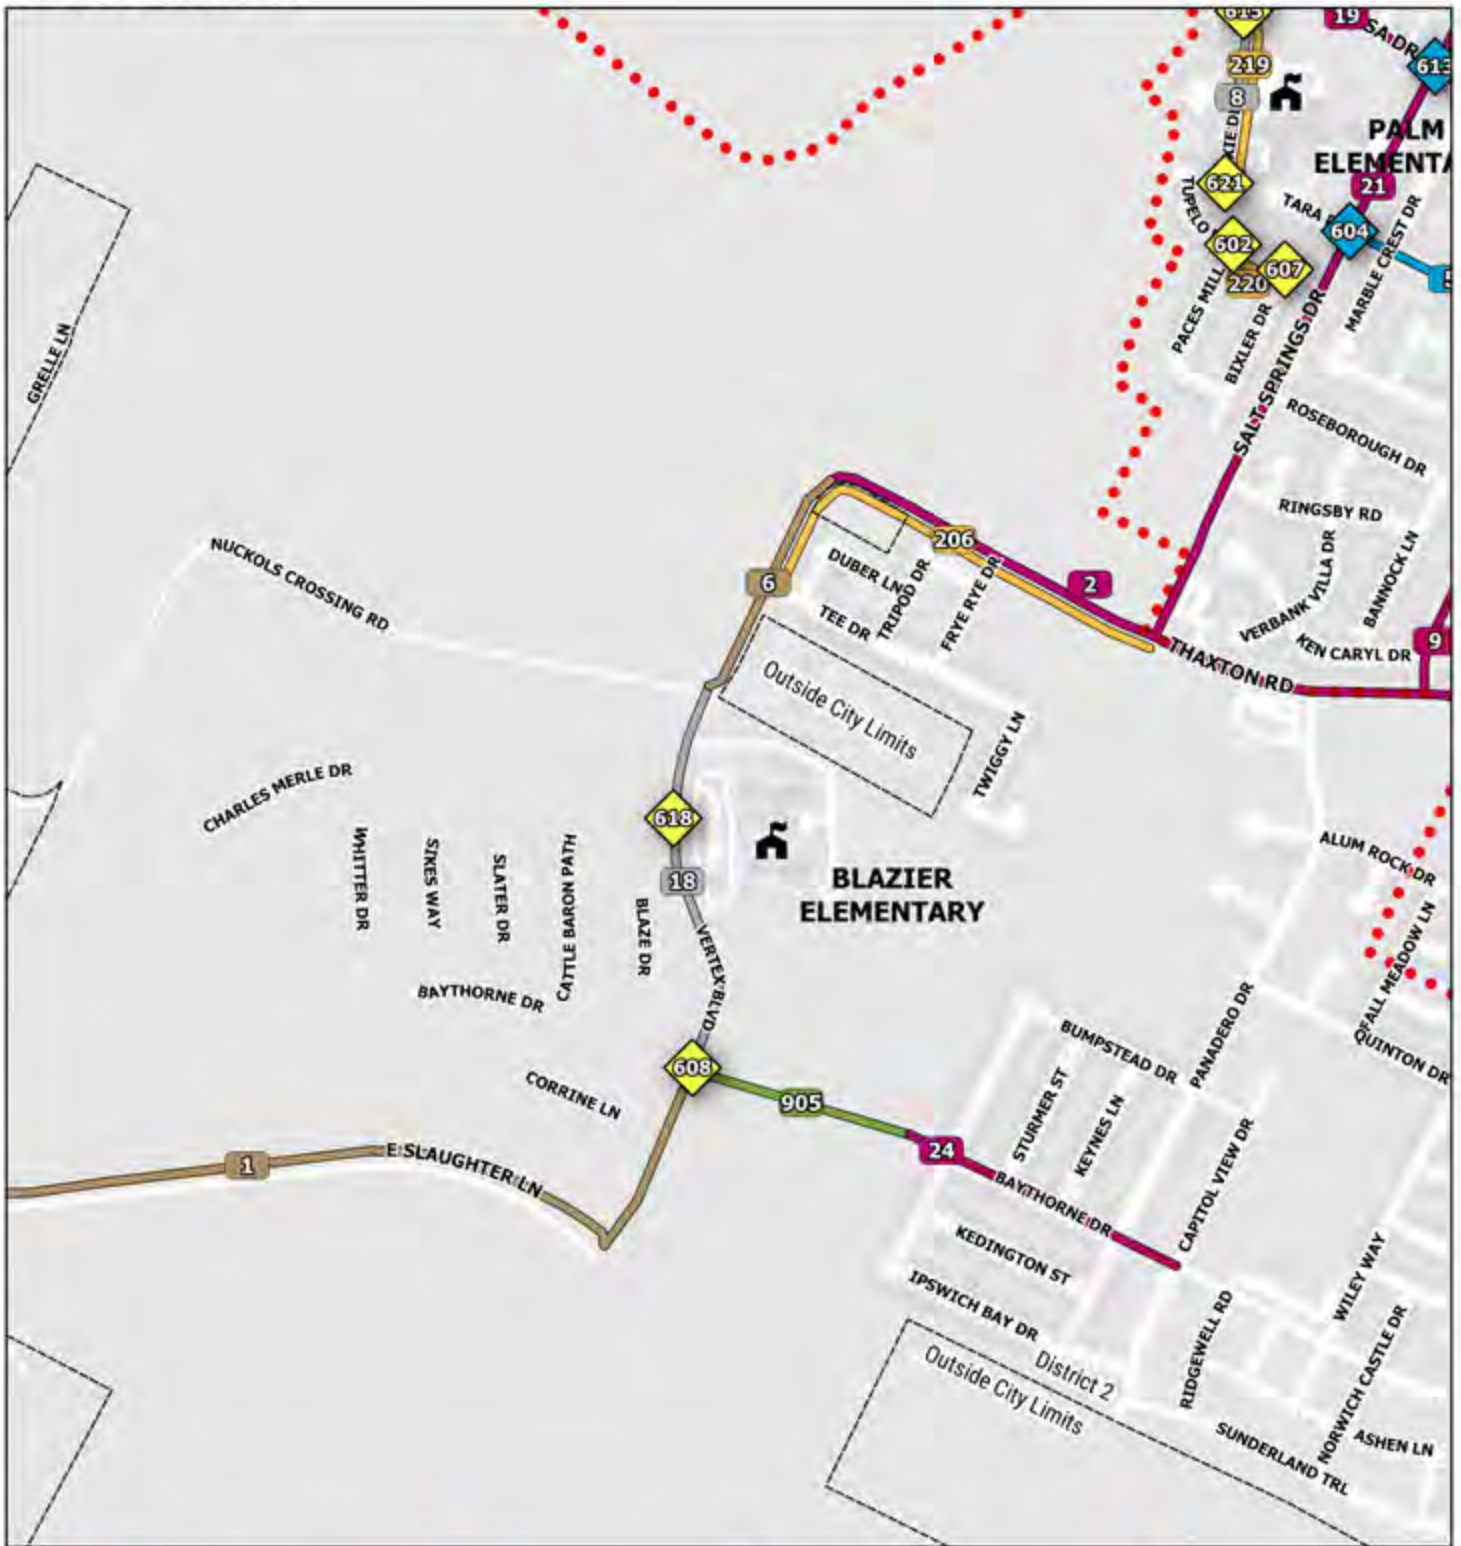 615
19
SA DR
219
613
8
XIE D
PALM
ELEMENTA
621
TUPELO
21
TARA
604
602
607
220
PACES MILL
BIXLER DR
MARBLE CREST DR
GRELLE LN
SALT SPRINGS DR
ROSEBOROUGH DR
RINGSBY RD
206
NUCKOLS CROSSING RD
DUBER LN
TRIPOD DR
FRYE RYE DR
6
2
TEE DR
VERBANK VILLA DR
BANNOCK LN
KEN CARYL DR
9
THAXTON RD
Outside City Limits
TWIGGY LN
CHARLES MERLE DR
618
WHITTER DR
SIKES WAY
SLATER DR
CATTLE BARON PATH
BLAZE DR
18
BLAZIER
ELEMENTARY
ALUM ROCK DR
VERTEX BLVD
BAYTHORNE DR
QFALL MEADOW LN
QUINTON DR
BUMPSTEAD DR
PANADERO DR
608
CORRINE LN
905
STURMER ST
KEYNES LN
24
CAPITOL VIEW DR
1
E SLAUGHTER LN
BAYTHORNE DR
KEDINGTON ST
IPSWICH BAY DR
WILEY WAY
RIDGEWELL RD
NORWICH CASTLE DR
District 2
Outside City Limits
SUNDERLAND TRL
ASHEN LN